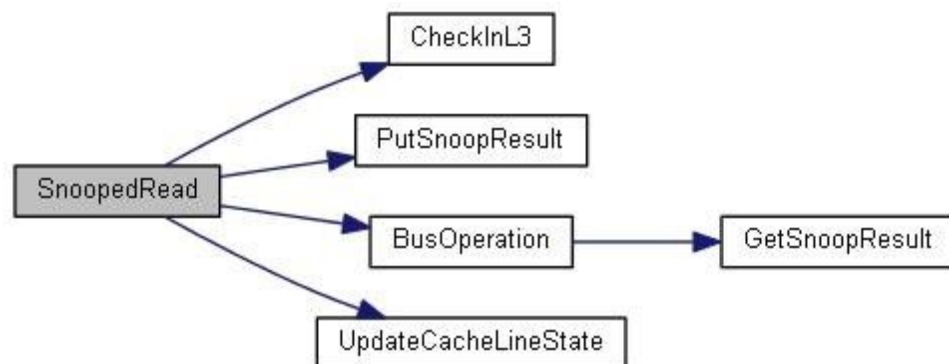 CheckInL3
PutSnoopResult
SnoopedRead
BusOperation
GetSnoopResult
UpdateCacheLineState